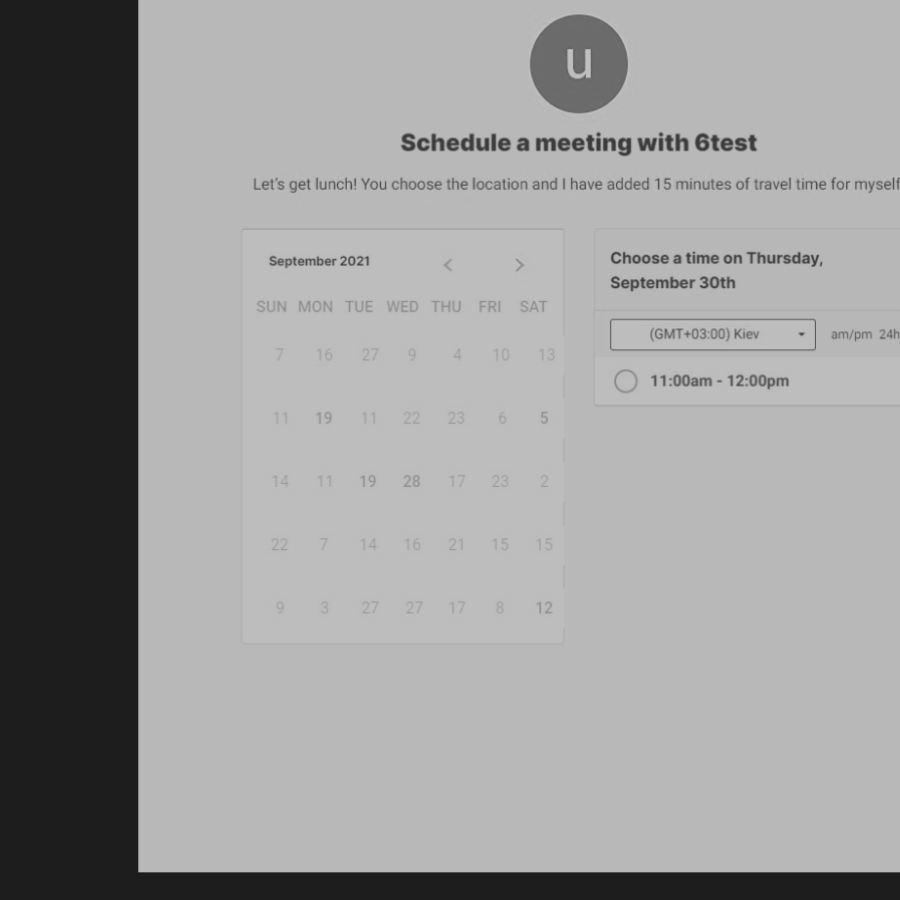 u
Schedule a meeting with 6test
Let's get lunch! You choose the location and I have added 15 minutes of travel time for myself
September 2021
SUN MON TUE WED THU FRI SAT
7 16 27 9 4 10 13
11 19 11 22 23 6 5
14 11 19 28 17 23 2
22 7 14 16 21 15 15
9 3 27 27 17 8 12
Choose a time on Thursday,
September 30th
(GMT+03:00) Kiev am/pm 24h
11:00am - 12:00pm